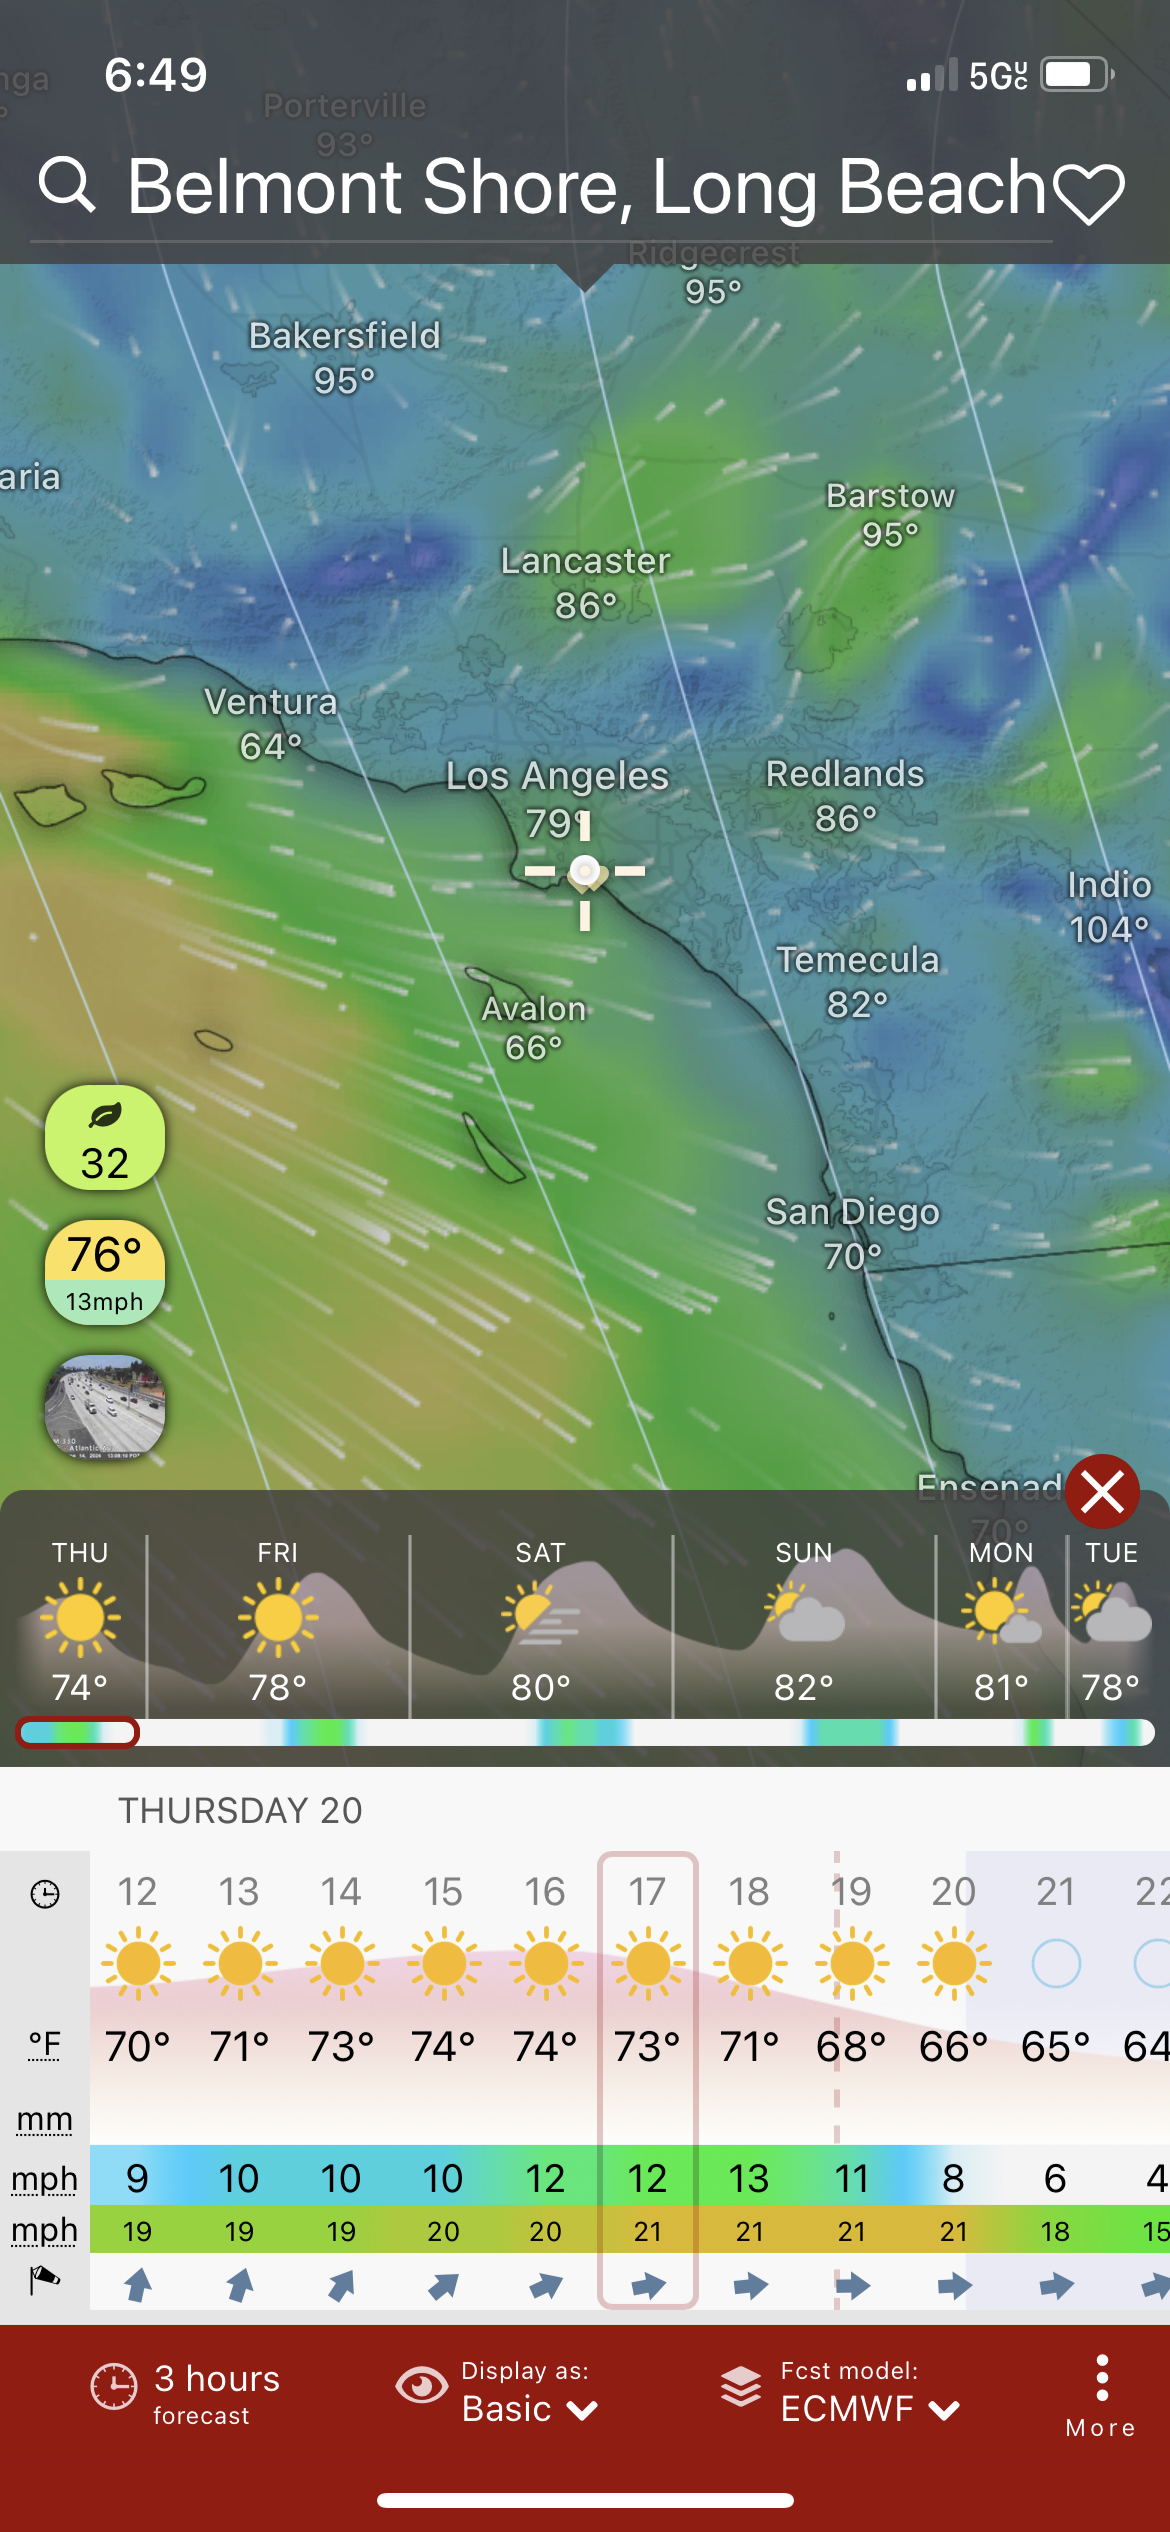 6:49
5GUC
nga
Porterville
93°
Belmont Shore, Long Beach
Ridgecrest
95°
Bakersfield
95°
aria
Barstow
95°
Lancaster
86°
Ventura
64°
Los Angeles
79°
Redlands
86°
Indio
104°
Temecula
82°
Avalon
66°
32
San Diego
70°
76°
13mph
Ensenad
70°
THU
FRI
SAT
SUN
MON
TUE
74°
78°
80°
82°
81°
78°
THURSDAY 20
12 13 14 15 16 17 18 19 20 21 22
°F 70° 71° 73° 74° 74° 73° 71° 68° 66° 65° 64
mm
mph 9 10 10 10 12 12 13 11 8 6 4
mph 19 19 19 20 20 21 21 21 21 18 15
3 hours
forecast
Display as:
Basic
Fcst model:
ECMWF
More